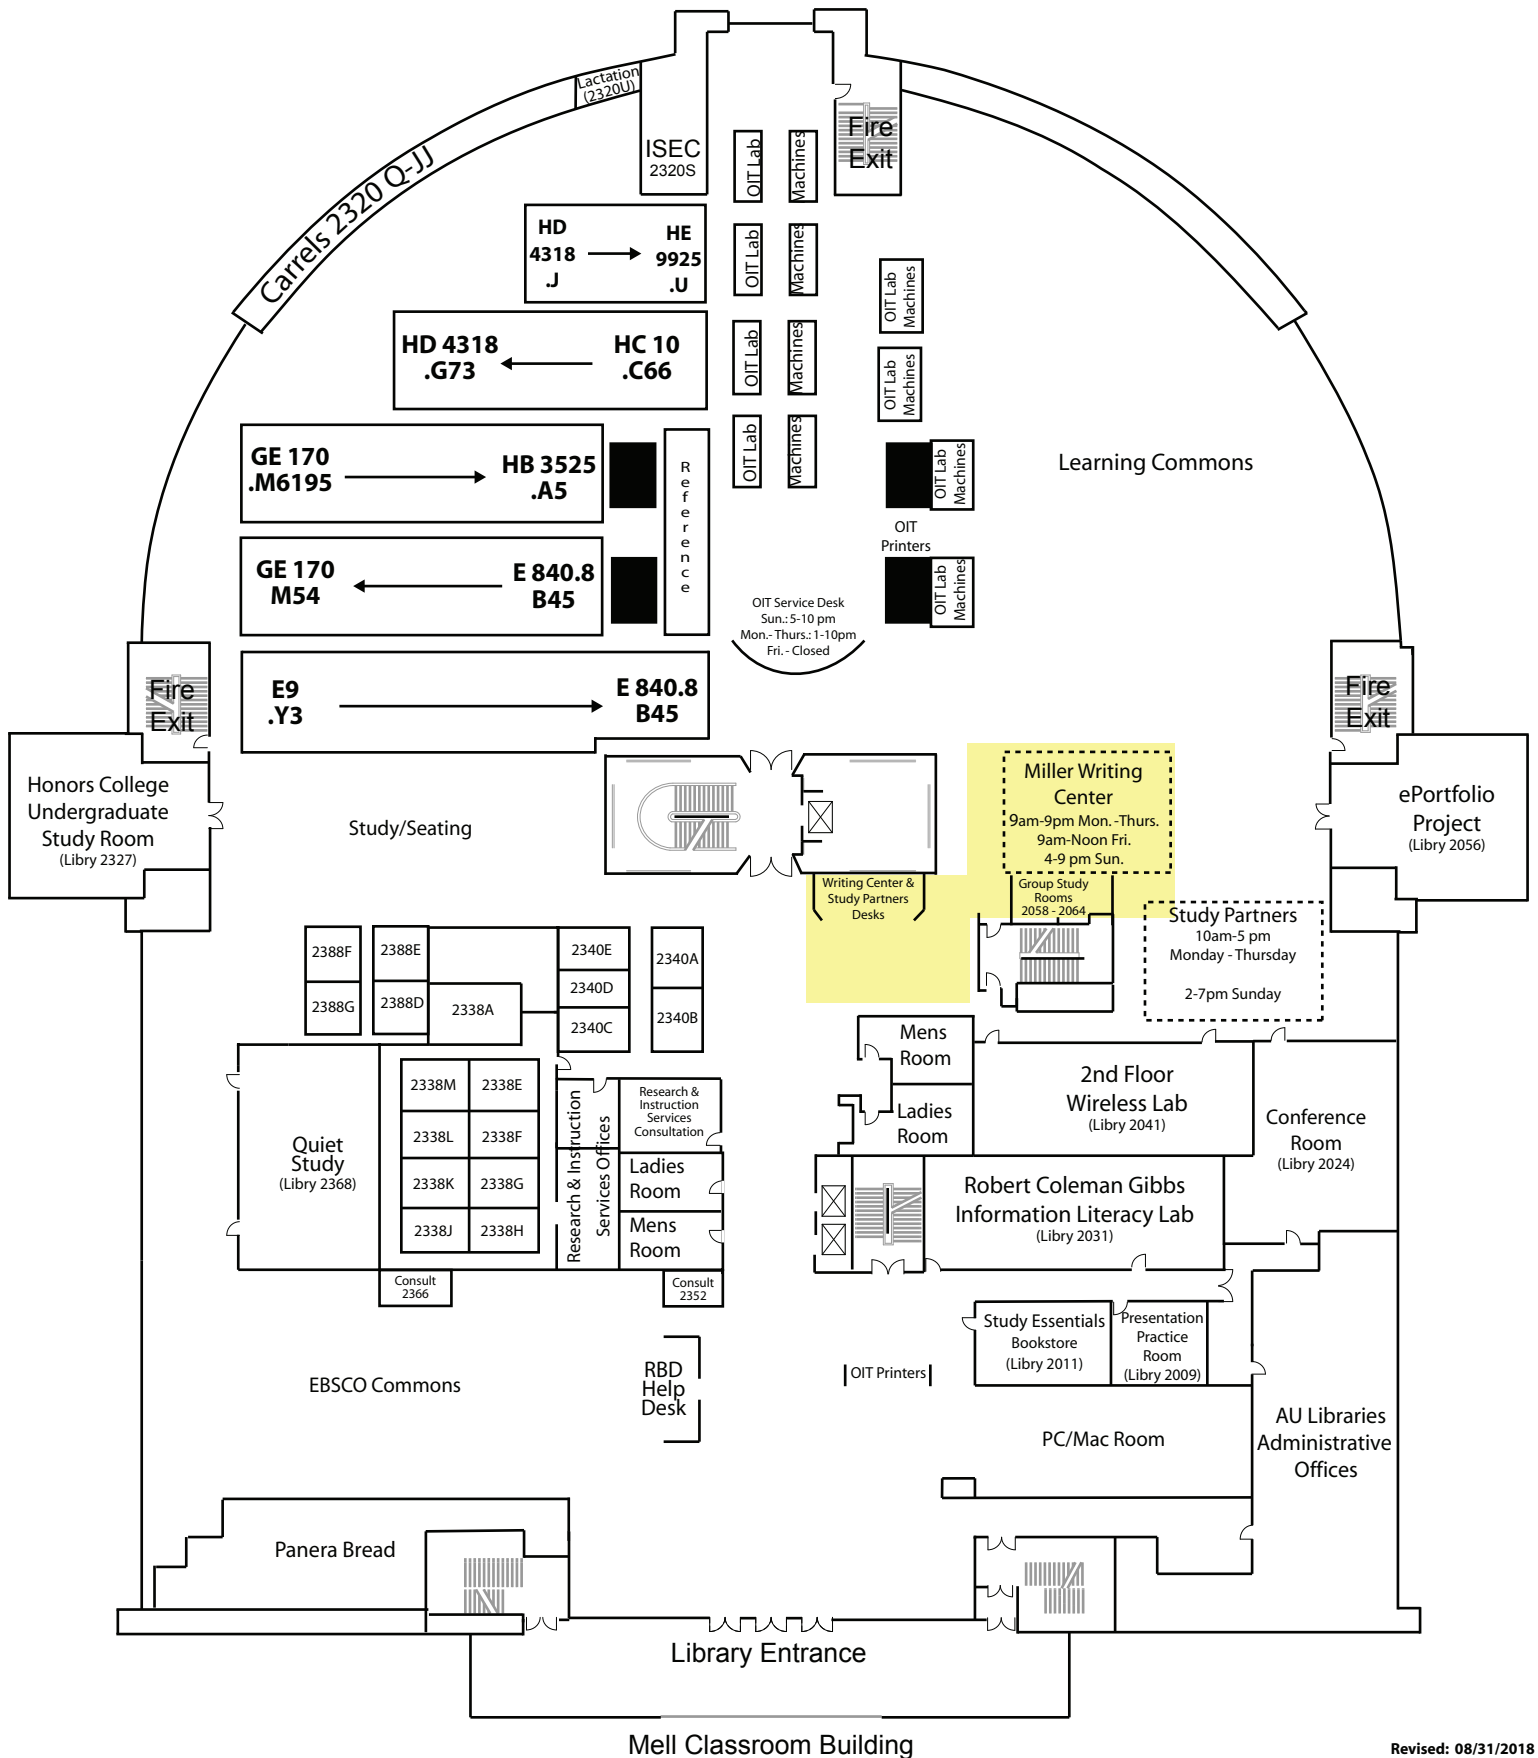 Lactation
(2320U)
ISEC
2320S
Fire
Exit
Carrels 2320 Q-JJ
OIT Lab
Machines
OIT Lab
Machines
OIT Lab
Machines
OIT Lab
Machines
HD
4318
.J
HE
9925
.U
OIT Lab
Machines
OIT Lab
Machines
HD 4318
.G73
HC 10
.C66
GE 170
.M6195
HB 3525
.A5
Reference
OIT Lab
Machines
Learning Commons
OIT
Printers
OIT Lab
Machines
GE 170
M54
E 840.8
B45
OIT Service Desk
Sun.: 5-10 pm
Mon.- Thurs.: 1-10pm
Fri. - Closed
E9
.Y3
E 840.8
B45
Fire
Exit
Fire
Exit
Honors College
Undergraduate
Study Room
(Libry 2327)
Study/Seating
Miller Writing
Center
9am-9pm Mon. -Thurs.
9am-Noon Fri.
4-9 pm Sun.
ePortfolio
Project
(Libry 2056)
Writing Center &
Study Partners
Desks
Group Study
Rooms
2058 - 2064
Study Partners
10am-5 pm
Monday - Thursday
2-7pm Sunday
2388F
2388E
2388G
2388D
2338A
2340E
2340D
2340C
2340A
2340B
Mens
Room
Ladies
Room
2nd Floor
Wireless Lab
(Libry 2041)
Conference
Room
(Libry 2024)
Quiet
Study
(Libry 2368)
2338M
2338E
2338L
2338F
2338K
2338G
2338J
2338H
Research & Instruction
Services Offices
Research &
Instruction
Services
Consultation
Ladies
Room
Mens
Room
Robert Coleman Gibbs
Information Literacy Lab
(Libry 2031)
Consult
2366
Consult
2352
Study Essentials
Bookstore
(Libry 2011)
Presentation
Practice
Room
(Libry 2009)
EBSCO Commons
RBD
Help
Desk
OIT Printers
PC/Mac Room
AU Libraries
Administrative
Offices
Panera Bread
Library Entrance
Mell Classroom Building
Revised: 08/31/2018